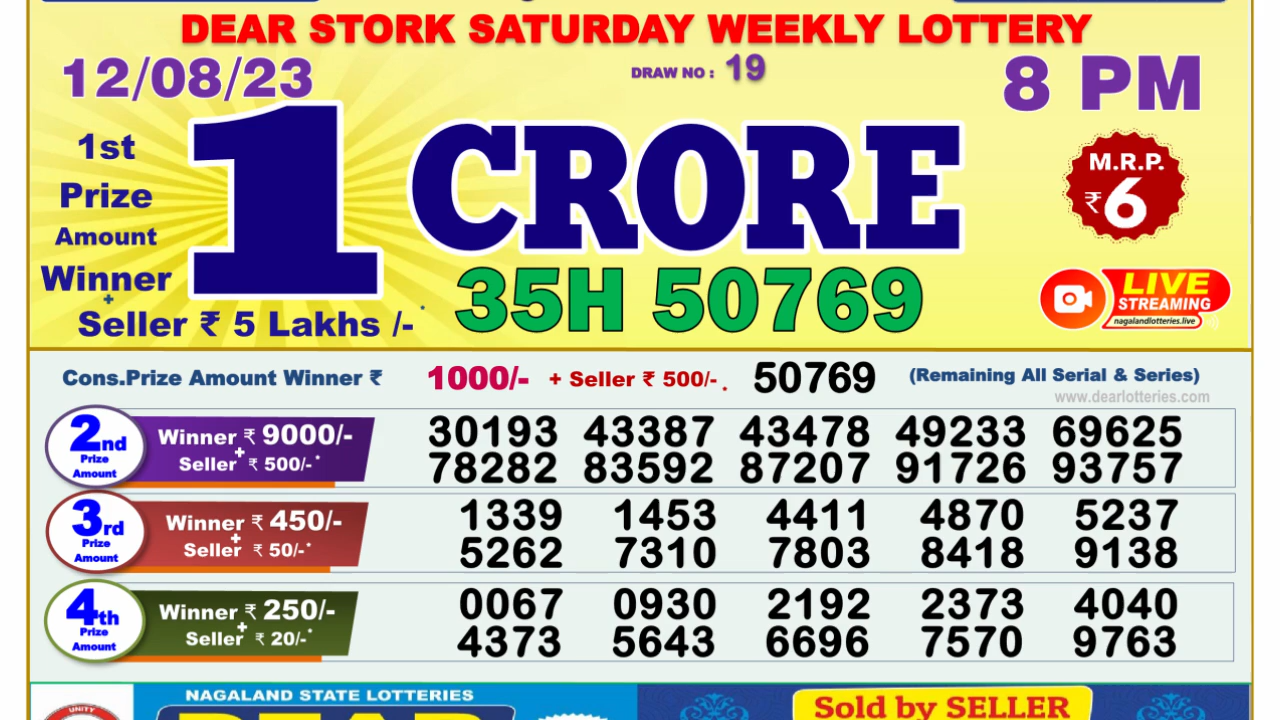 DEAR STORK SATURDAY WEEKLY LOTTERY
12/08/23
DRAW NO : 19
8 PM
1st
Prize
Amount
Winner
+
Seller ₹ 5 Lakhs /-
1 CRORE
35H 50769
M.R.P.
₹ 6
LIVE
STREAMING
nagalandlotteries.live
Cons.Prize Amount Winner ₹ 1000/- + Seller ₹ 500/-. 50769 (Remaining All Serial & Series)
www.dearlotteries.com
2nd
Prize
Amount
Winner ₹ 9000/-
+
Seller ₹ 500/-*
30193 43387 43478 49233 69625
78282 83592 87207 91726 93757
3rd
Prize
Amount
Winner ₹ 450/-
+
Seller ₹ 50/-*
1339 1453 4411 4870 5237
5262 7310 7803 8418 9138
4th
Prize
Amount
Winner ₹ 250/-
+
Seller ₹ 20/-*
0067 0930 2192 2373 4040
4373 5643 6696 7570 9763
UNITY
NAGALAND STATE LOTTERIES
DEAR
Sold by SELLER